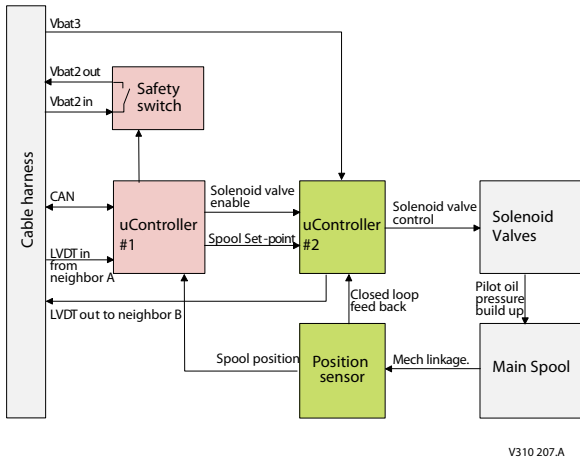 Vbat3
Vbat2 out
Vbat2 in
Safety
switch
Cable harness
CAN
LVDT in
from
neighbor A
LVDT out to neighbor B
uController
#1
Solenoid valve
enable
Spool Set-point
uController
#2
Solenoid valve
control
Solenoid
Valves
Closed loop
feed back
Pilot oil
pressure
build up
Spool position
Position
sensor
Mech linkage.
Main Spool
V310 207.A